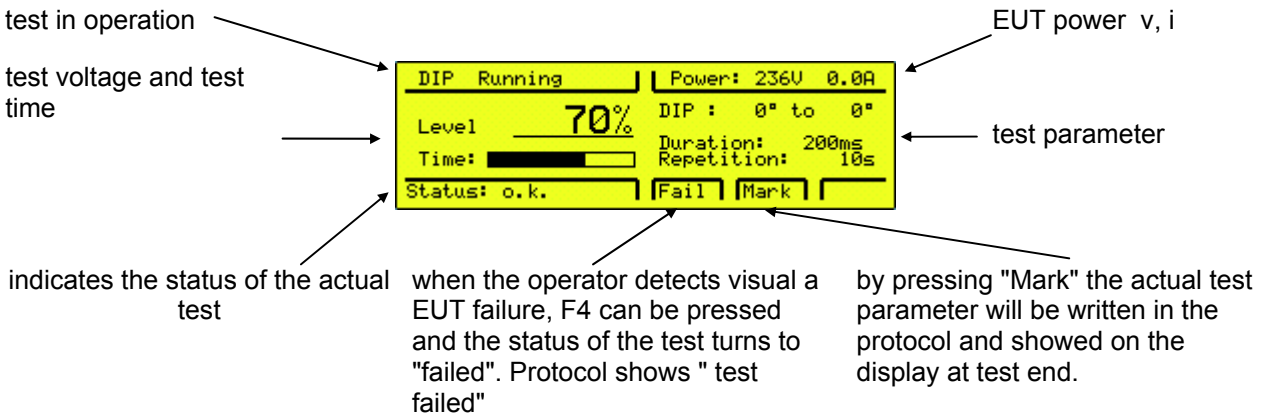 test in operation
EUT power  v, i
test voltage and test
time
DIP  Running
Power: 236V  0.0A
Level 70%
DIP :   0° to   0°
Duration:   200ms
Time:
Repetition:   10s
test parameter
Status: o.k.
Fail
Mark
indicates the status of the actual
test
when the operator detects visual a
EUT failure, F4 can be pressed
and the status of the test turns to
"failed". Protocol shows " test
failed"
by pressing "Mark" the actual test
parameter will be written in the
protocol and showed on the
display at test end.